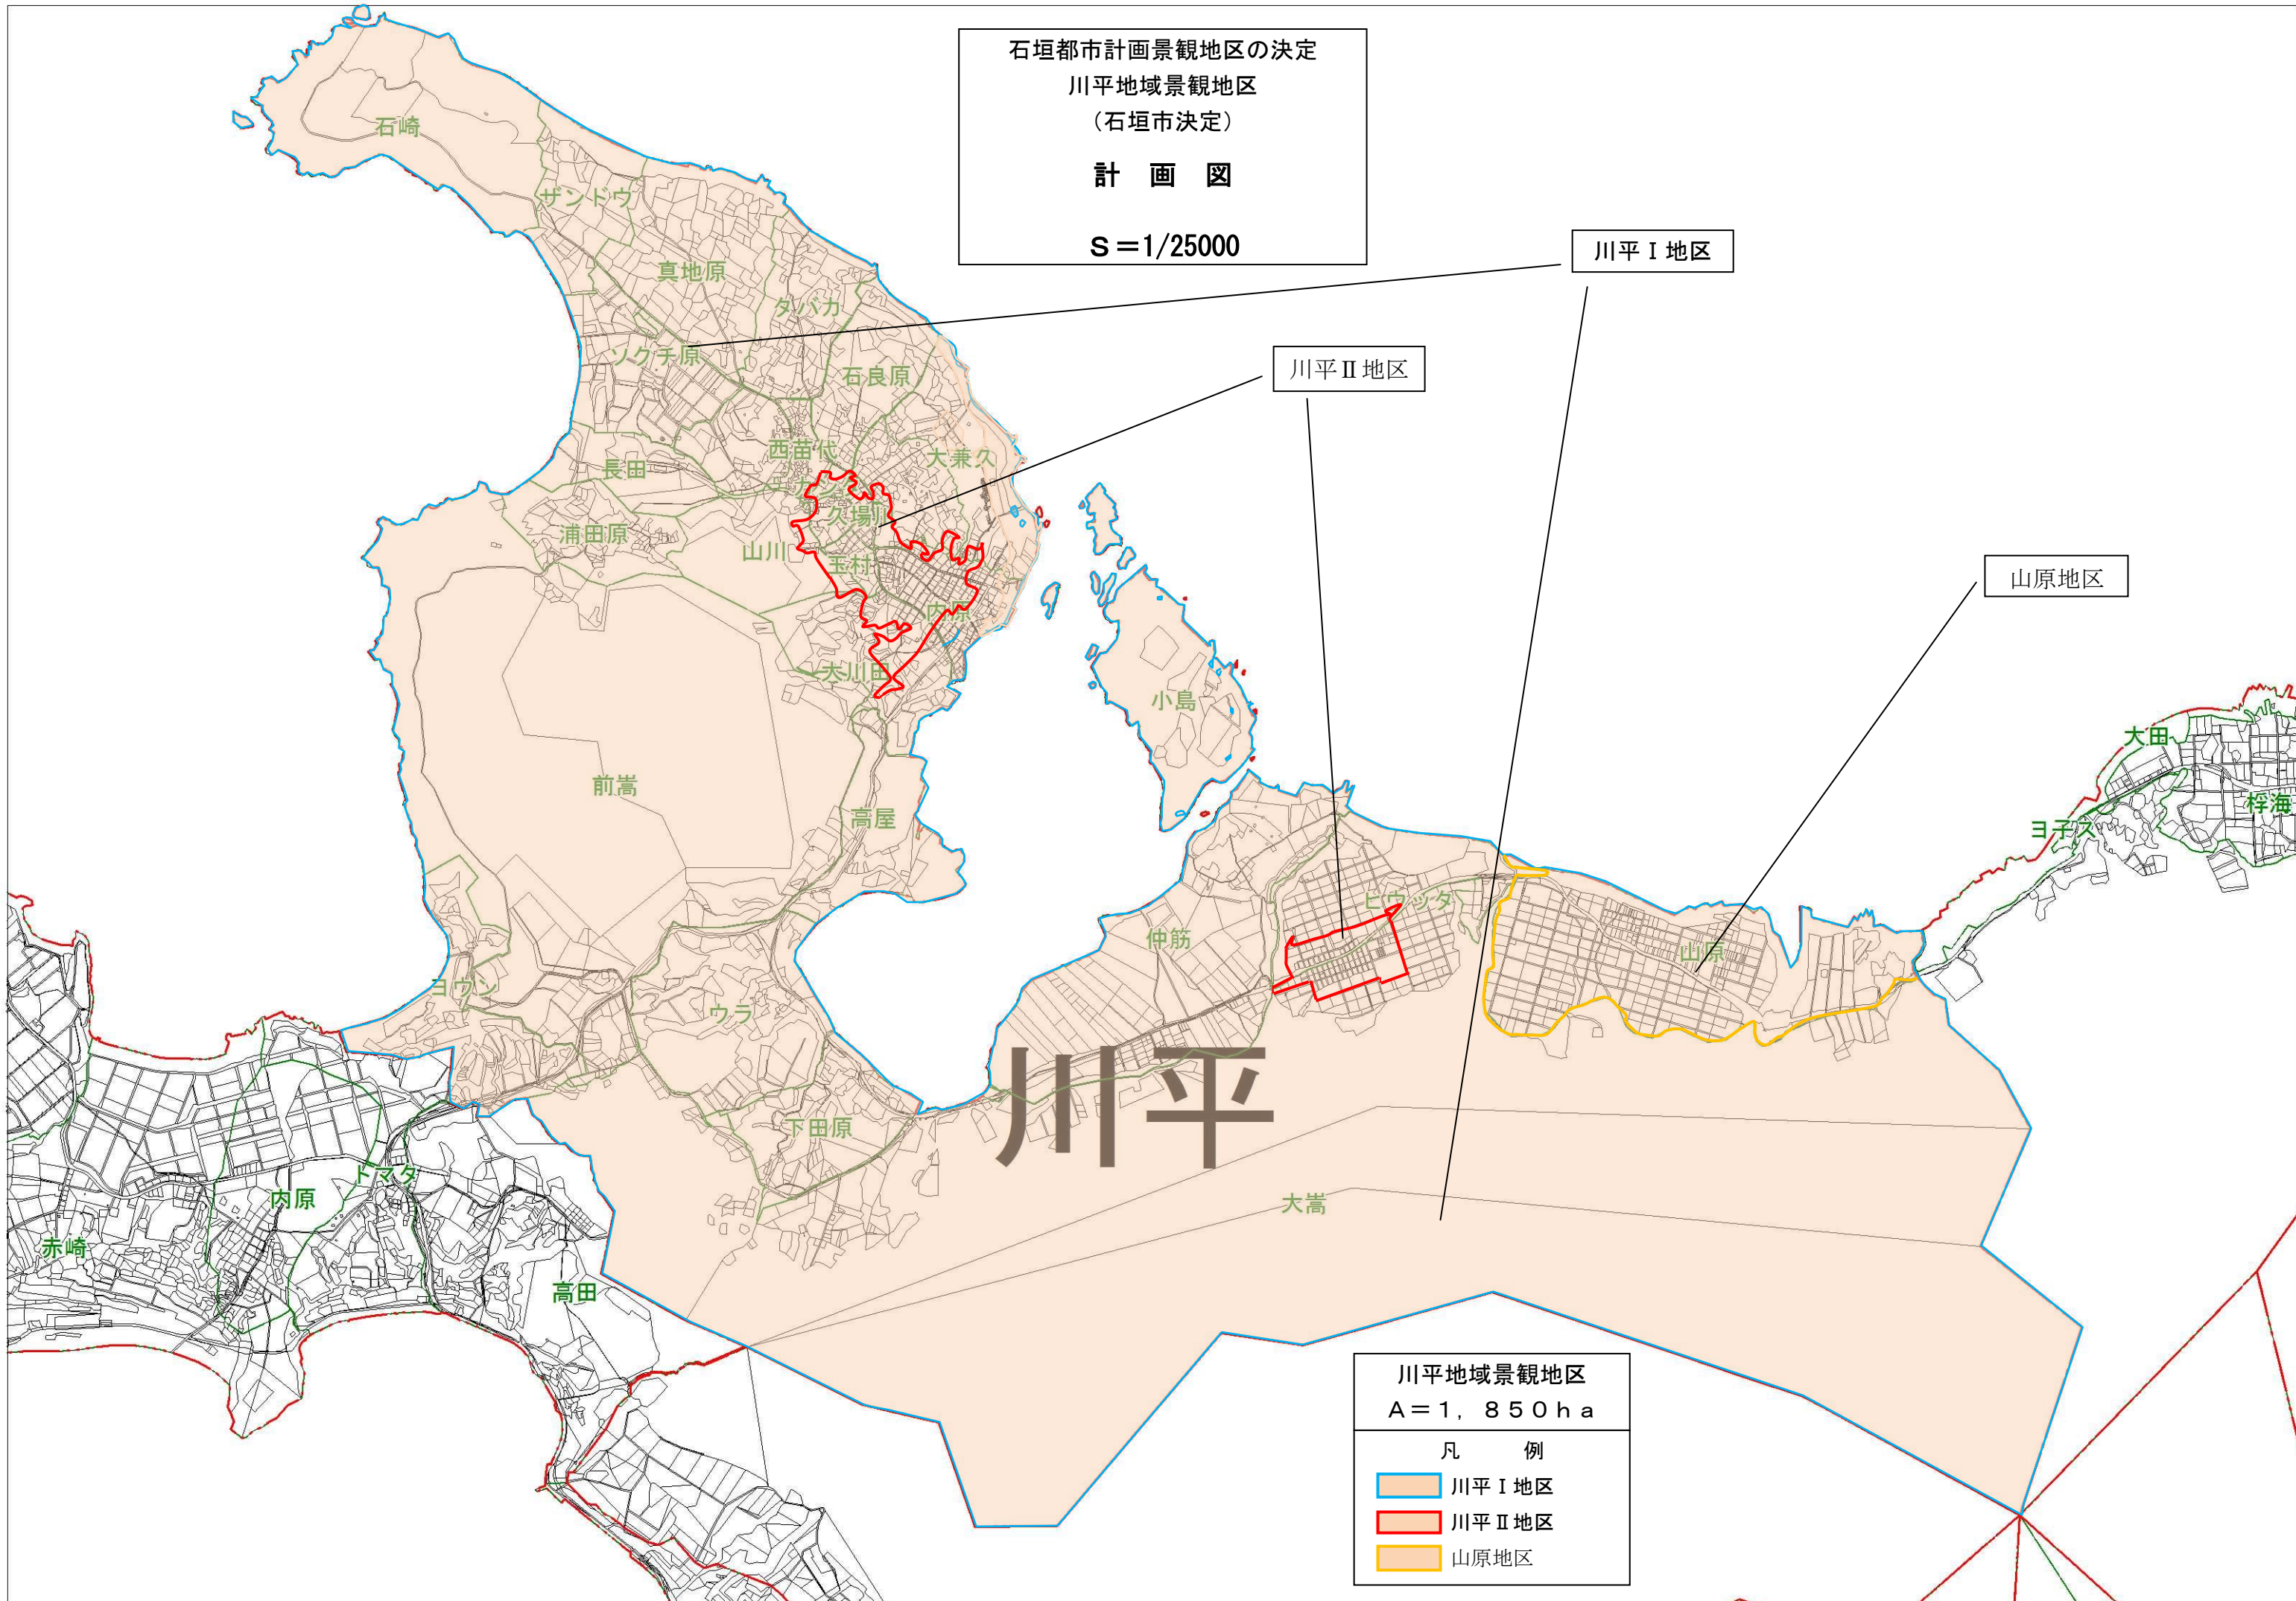 石垣都市計画景観地区の決定
川平地域景観地区
（石垣市決定）
計 画 図
S＝1/25000
川平Ⅰ地区
川平Ⅱ地区
山原地区
石崎
ザンドウ
真地原
タバカ
ソクチ原
石良原
西苗代
大兼久
長田
久場川
浦田原
山川
玉村
内原
大川田
小島
前嵩
高屋
大田
桴海
ヨ子ス
ビウッタ
仲筋
山原
ヨウン
ウラ
川平
下田原
トマタ
内原
赤崎
高田
大嵩
川平地域景観地区
A＝1，850ha
凡 例
川平Ⅰ地区
川平Ⅱ地区
山原地区